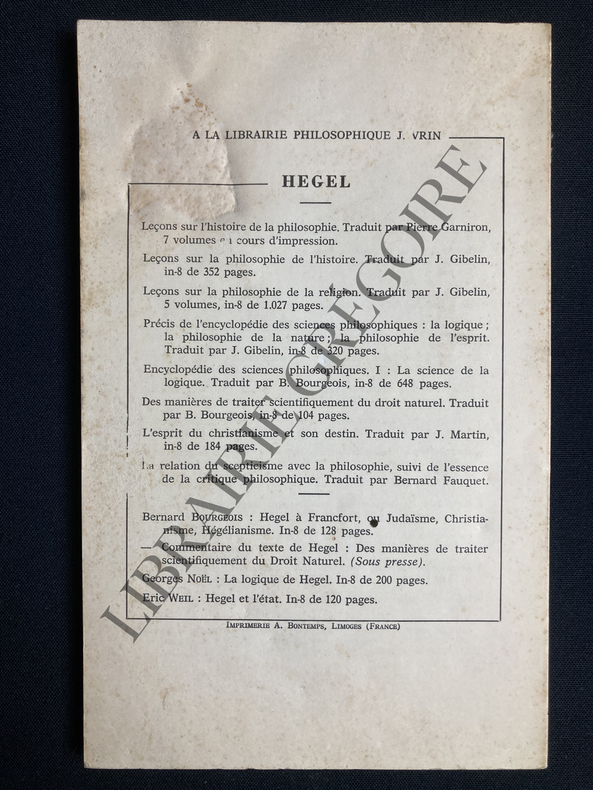 A LA LIBRAIRIE PHILOSOPHIQUE J. VRIN
HEGEL
Leçons sur l'histoire de la philosophie. Traduit par Pierre Garniron,
7 volumes cours d'impression.
Leçons sur la philosophie de l'histoire. Traduit par J. Gibelin,
in-8 de 352 pages.
Leçons sur la philosophie de la religion. Traduit par J. Gibelin,
5 volumes, in-8 de 1.027 pages.
Précis de l'encyclopédie des sciences philosophiques : la logique ;
la philosophie de la nature ; la philosophie de l'esprit.
Traduit par J. Gibelin, in-8 de 320 pages.
Encyclopédie des sciences philosophiques. I : La science de la
logique. Traduit par B. Bourgeois, in-8 de 648 pages.
Des manières de traiter scientifiquement du droit naturel. Traduit
par B. Bourgeois, in-8 de 104 pages.
L'esprit du christianisme et son destin. Traduit par J. Martin,
in-8 de 184 pages.
La relation du scepticisme avec la philosophie, suivi de l'essence
de la critique philosophique. Traduit par Bernard Fauquet.
Bernard BOURGEOIS : Hegel à Francfort, ou Judaïsme, Christia-
nisme, Hégélianisme. In-8 de 128 pages.
— Commentaire du texte de Hegel : Des manières de traiter
scientifiquement du Droit Naturel. (Sous presse).
Georges NOËL : La logique de Hegel. In-8 de 200 pages.
Eric WEIL : Hegel et l'état. In-8 de 120 pages.
IMPRIMERIE A. BONTEMPS, LIMOGES (FRANCE)
LIBRAIRIE GRÉGOIRE